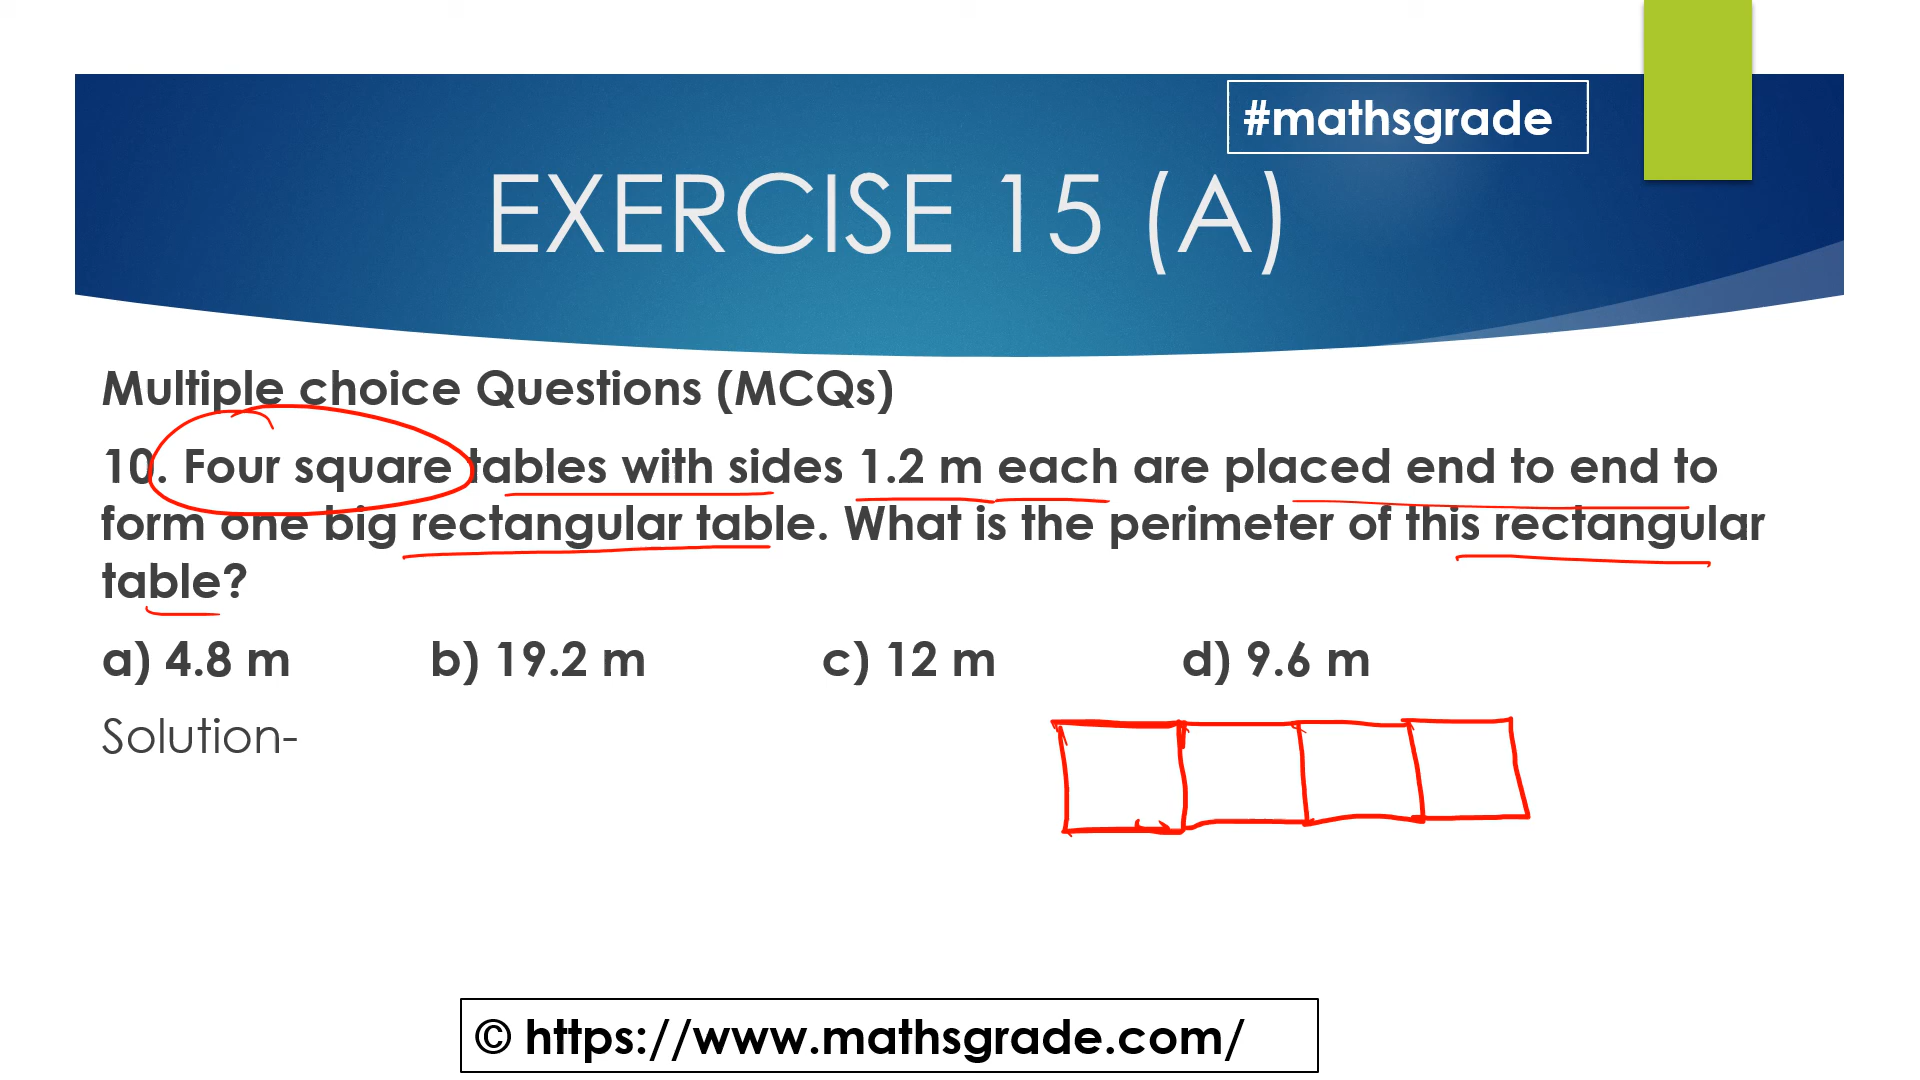 #mathsgrade
EXERCISE 15 (A)
Multiple choice Questions (MCQs)
10. Four square tables with sides 1.2 m each are placed end to end to
form one big rectangular table. What is the perimeter of this rectangular
table?
a) 4.8 m b) 19.2 m c) 12 m d) 9.6 m
Solution-
© https://www.mathsgrade.com/